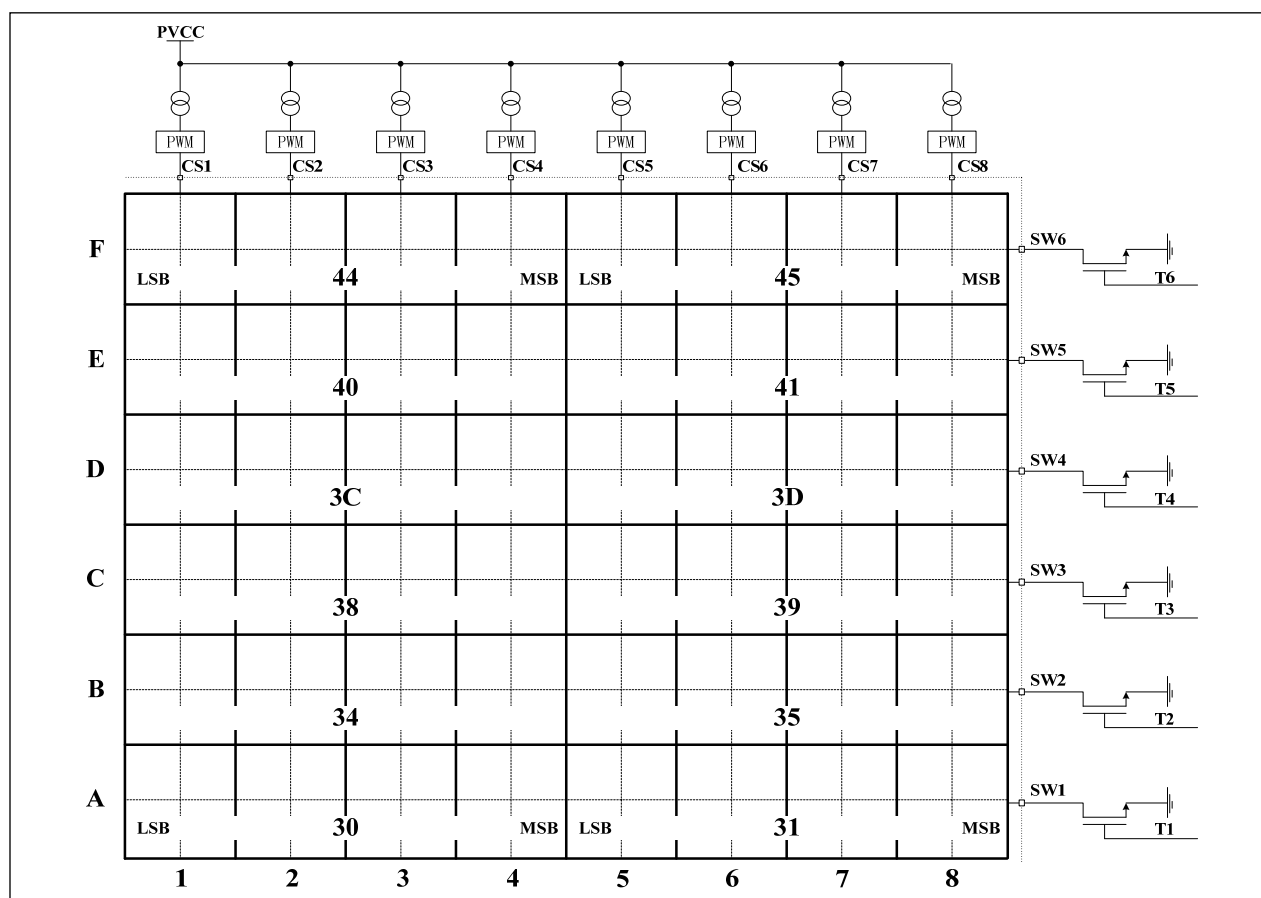 PVCC
PWM PWM PWM PWM PWM PWM PWM PWM
CS1 CS2 CS3 CS4 CS5 CS6 CS7 CS8
F SW6
LSB 44 MSB LSB 45 MSB T6
E SW5
40 41 T5
D SW4
3C 3D T4
C SW3
38 39 T3
B SW2
34 35 T2
A SW1
LSB 30 MSB LSB 31 MSB T1
1 2 3 4 5 6 7 8